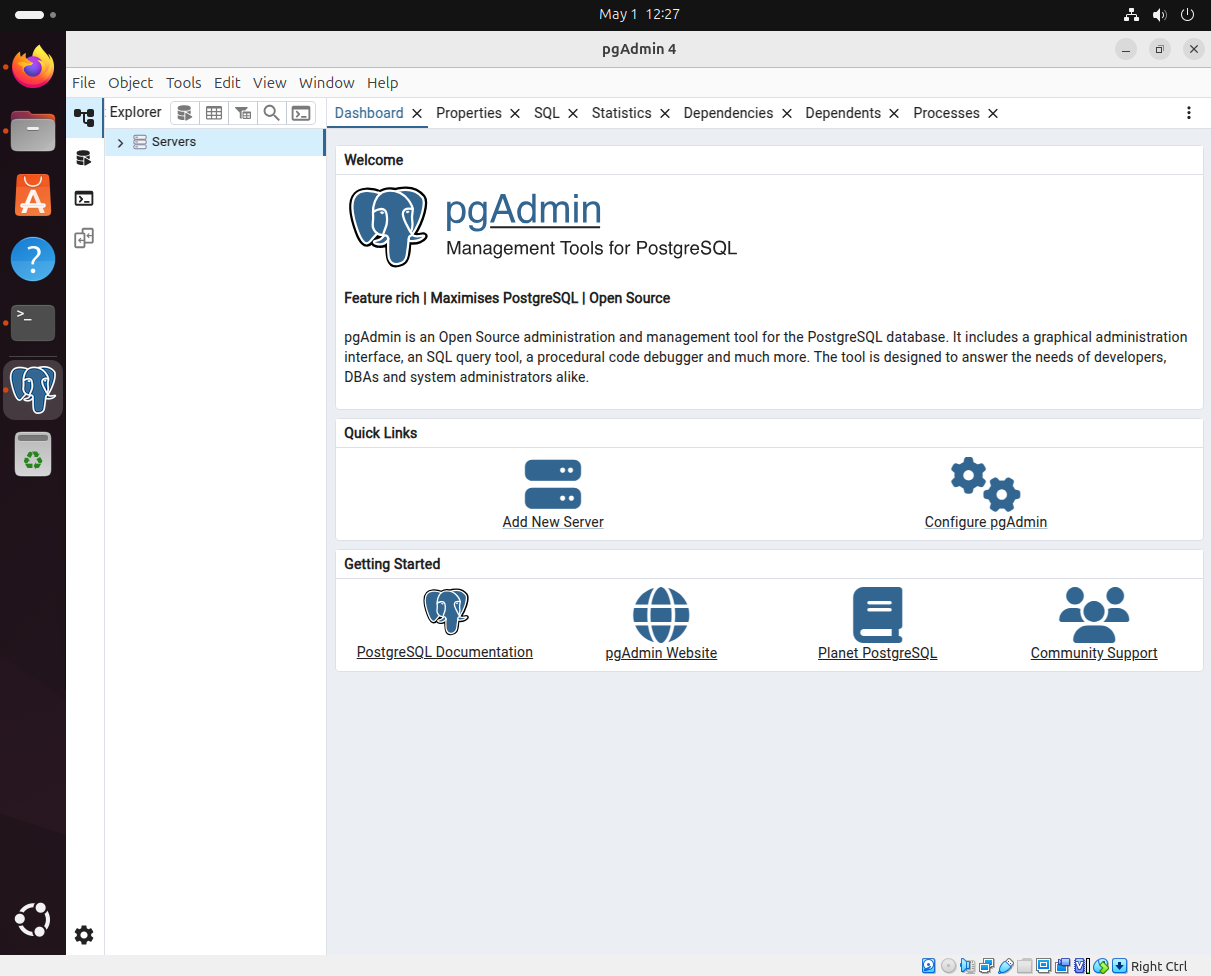 May 1 12:27
pgAdmin 4
File Object Tools Edit View Window Help
Explorer
Dashboard Properties SQL Statistics Dependencies Dependents Processes
Servers
Welcome
pgAdmin
Management Tools for PostgreSQL
Feature rich | Maximises PostgreSQL | Open Source
pgAdmin is an Open Source administration and management tool for the PostgreSQL database. It includes a graphical administration
interface, an SQL query tool, a procedural code debugger and much more. The tool is designed to answer the needs of developers,
DBAs and system administrators alike.
Quick Links
Add New Server
Configure pgAdmin
Getting Started
PostgreSQL Documentation
pgAdmin Website
Planet PostgreSQL
Community Support
Right Ctrl